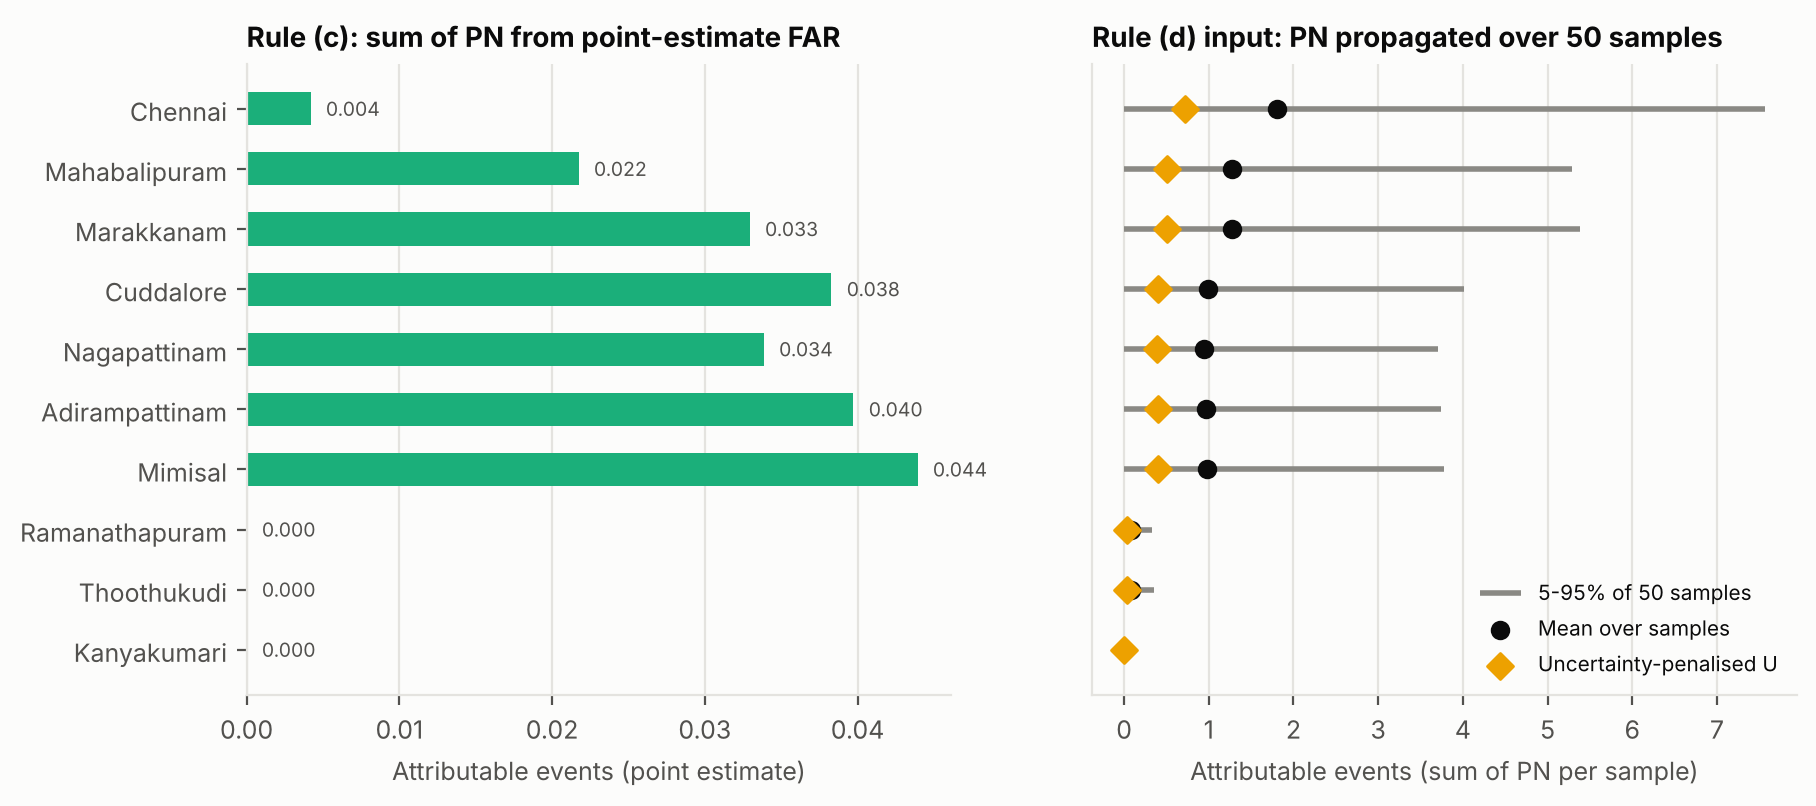 Rule (c): sum of PN from point-estimate FAR
Chennai
0.004
Mahabalipuram
0.022
Marakkanam
0.033
Cuddalore
0.038
Nagapattinam
0.034
Adirampattinam
0.040
Mimisal
0.044
Ramanathapuram
0.000
Thoothukudi
0.000
Kanyakumari
0.000
0.00 0.01 0.02 0.03 0.04
Attributable events (point estimate)
Rule (d) input: PN propagated over 50 samples
5-95% of 50 samples
Mean over samples
Uncertainty-penalised U
0 1 2 3 4 5 6 7
Attributable events (sum of PN per sample)